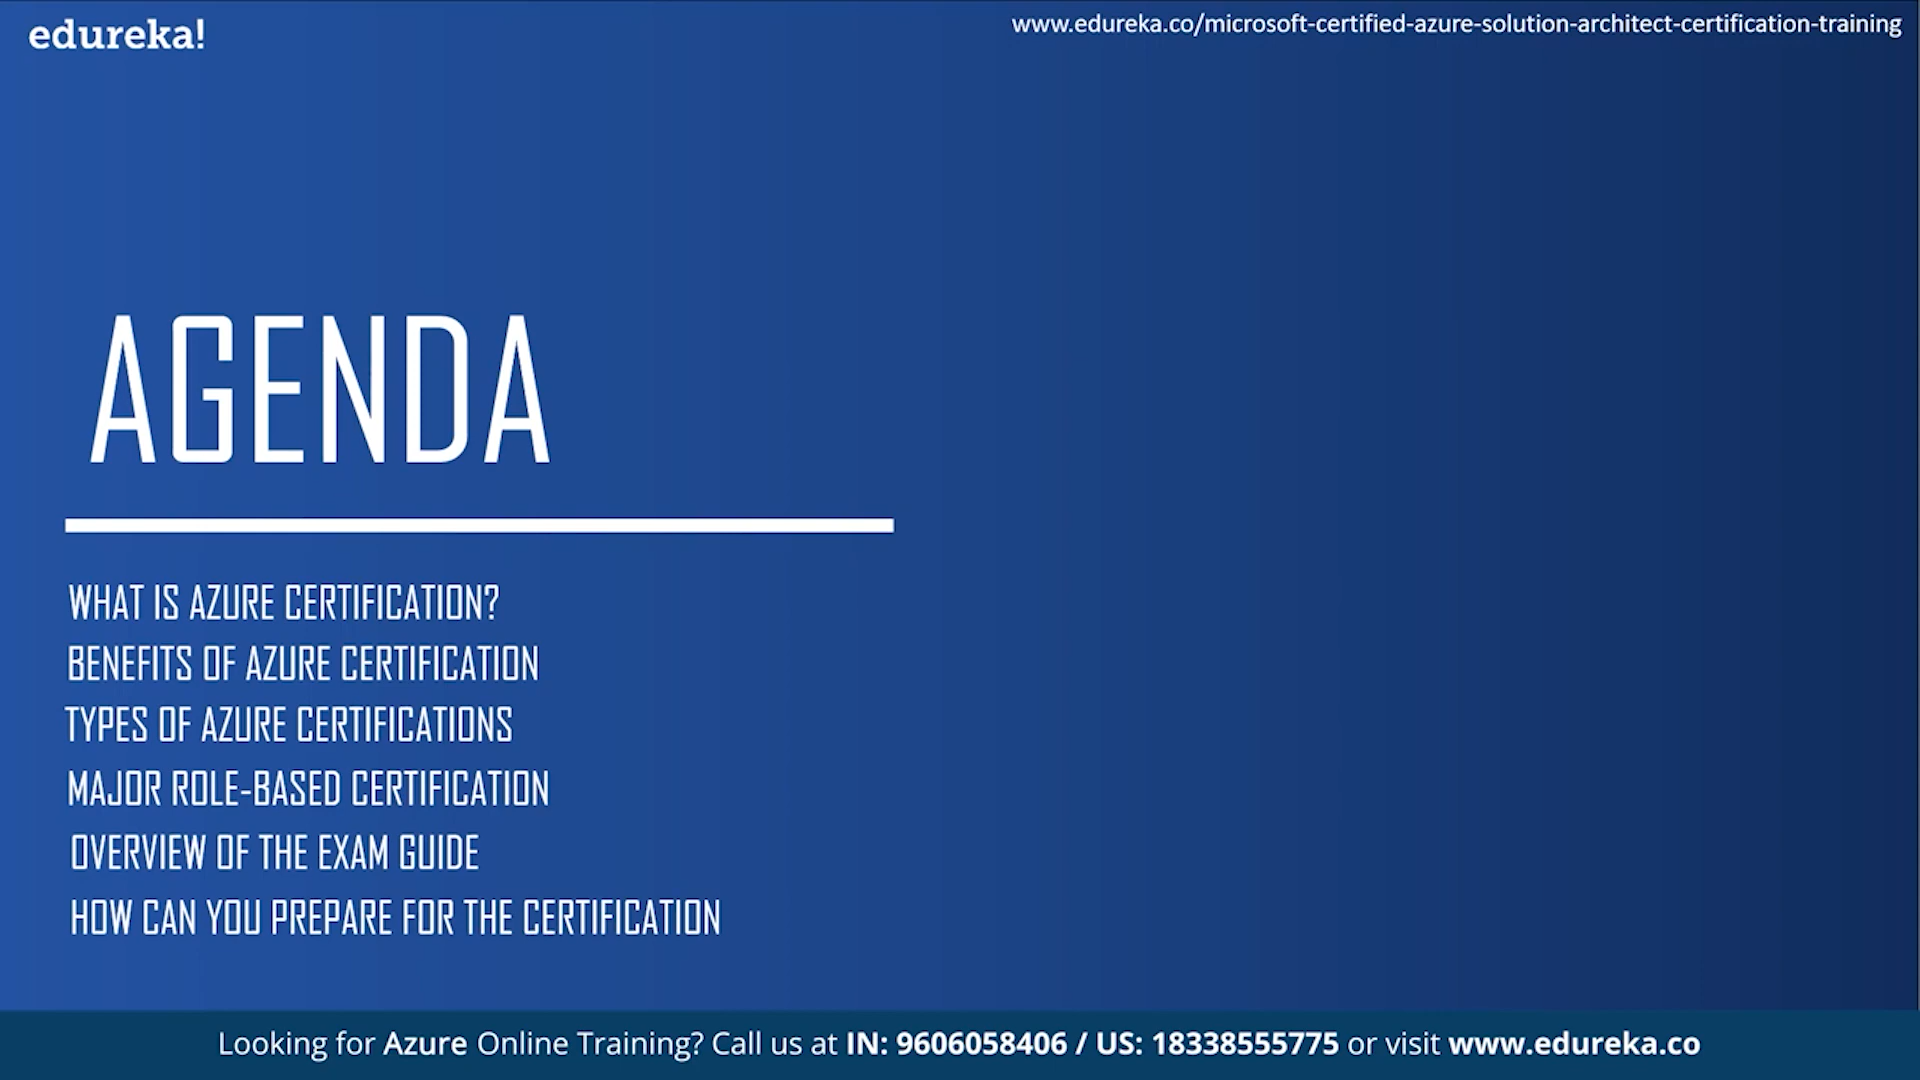 edureka!
www.edureka.co/microsoft-certified-azure-solution-architect-certification-training
AGENDA
WHAT IS AZURE CERTIFICATION?
BENEFITS OF AZURE CERTIFICATION
TYPES OF AZURE CERTIFICATIONS
MAJOR ROLE-BASED CERTIFICATION
OVERVIEW OF THE EXAM GUIDE
HOW CAN YOU PREPARE FOR THE CERTIFICATION
Looking for Azure Online Training? Call us at IN: 9606058406 / US: 18338555775 or visit www.edureka.co